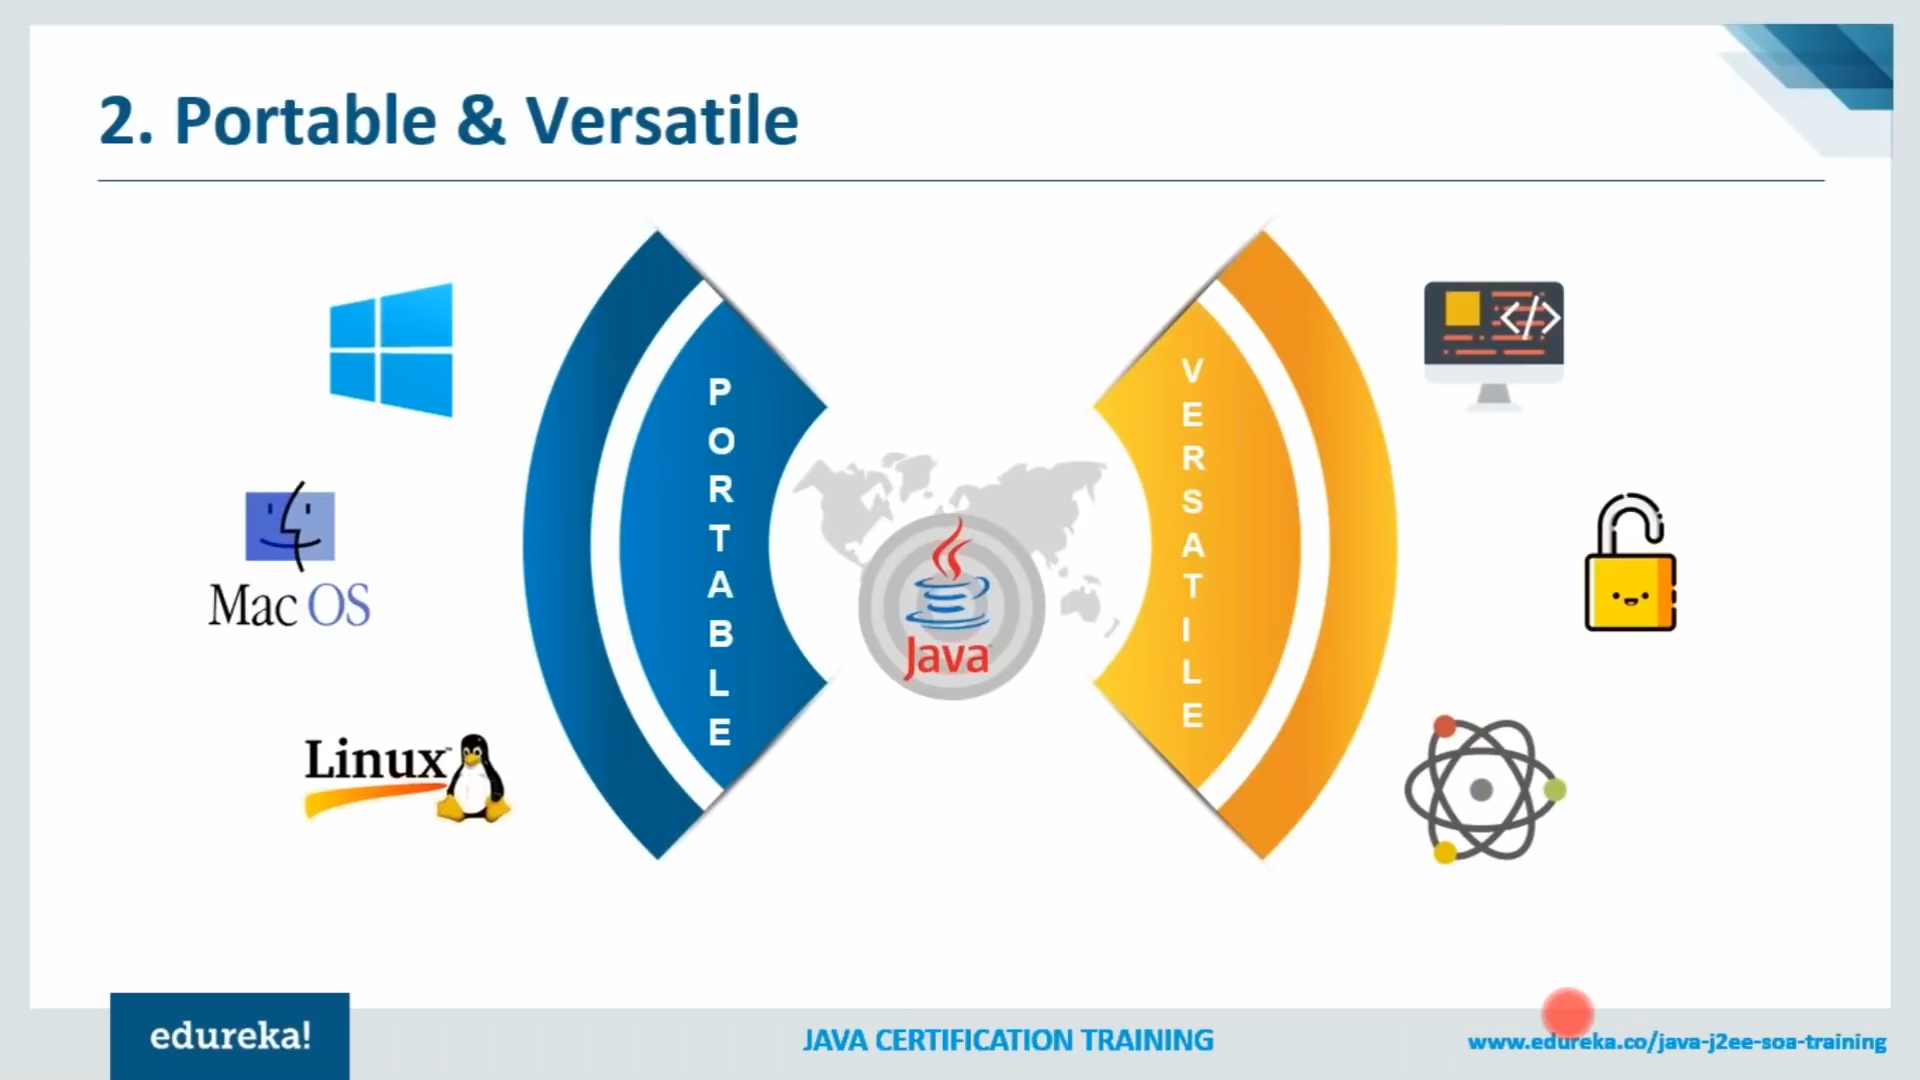 2. Portable & Versatile
PORTABLE
VERSATILE
</>
Mac OS
Java
Linux™
edureka!
JAVA CERTIFICATION TRAINING
www.edureka.co/java-j2ee-soa-training